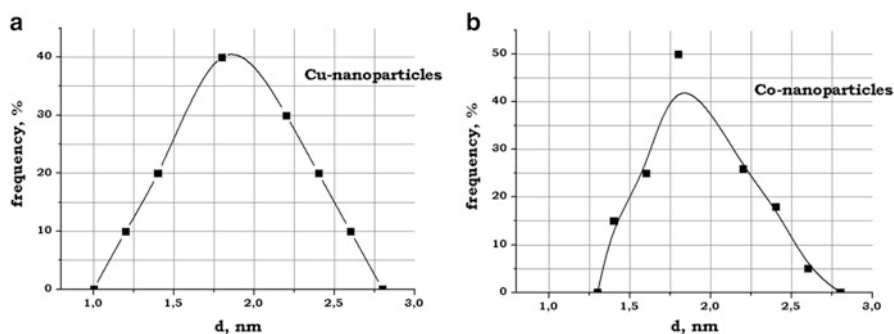 a
frequency, %
40
30
20
10
0
Cu-nanoparticles
1,0 1,5 2,0 2,5 3,0
d, nm
b
frequency, %
50
40
30
20
10
0
Co-nanoparticles
1,0 1,5 2,0 2,5 3,0
d, nm